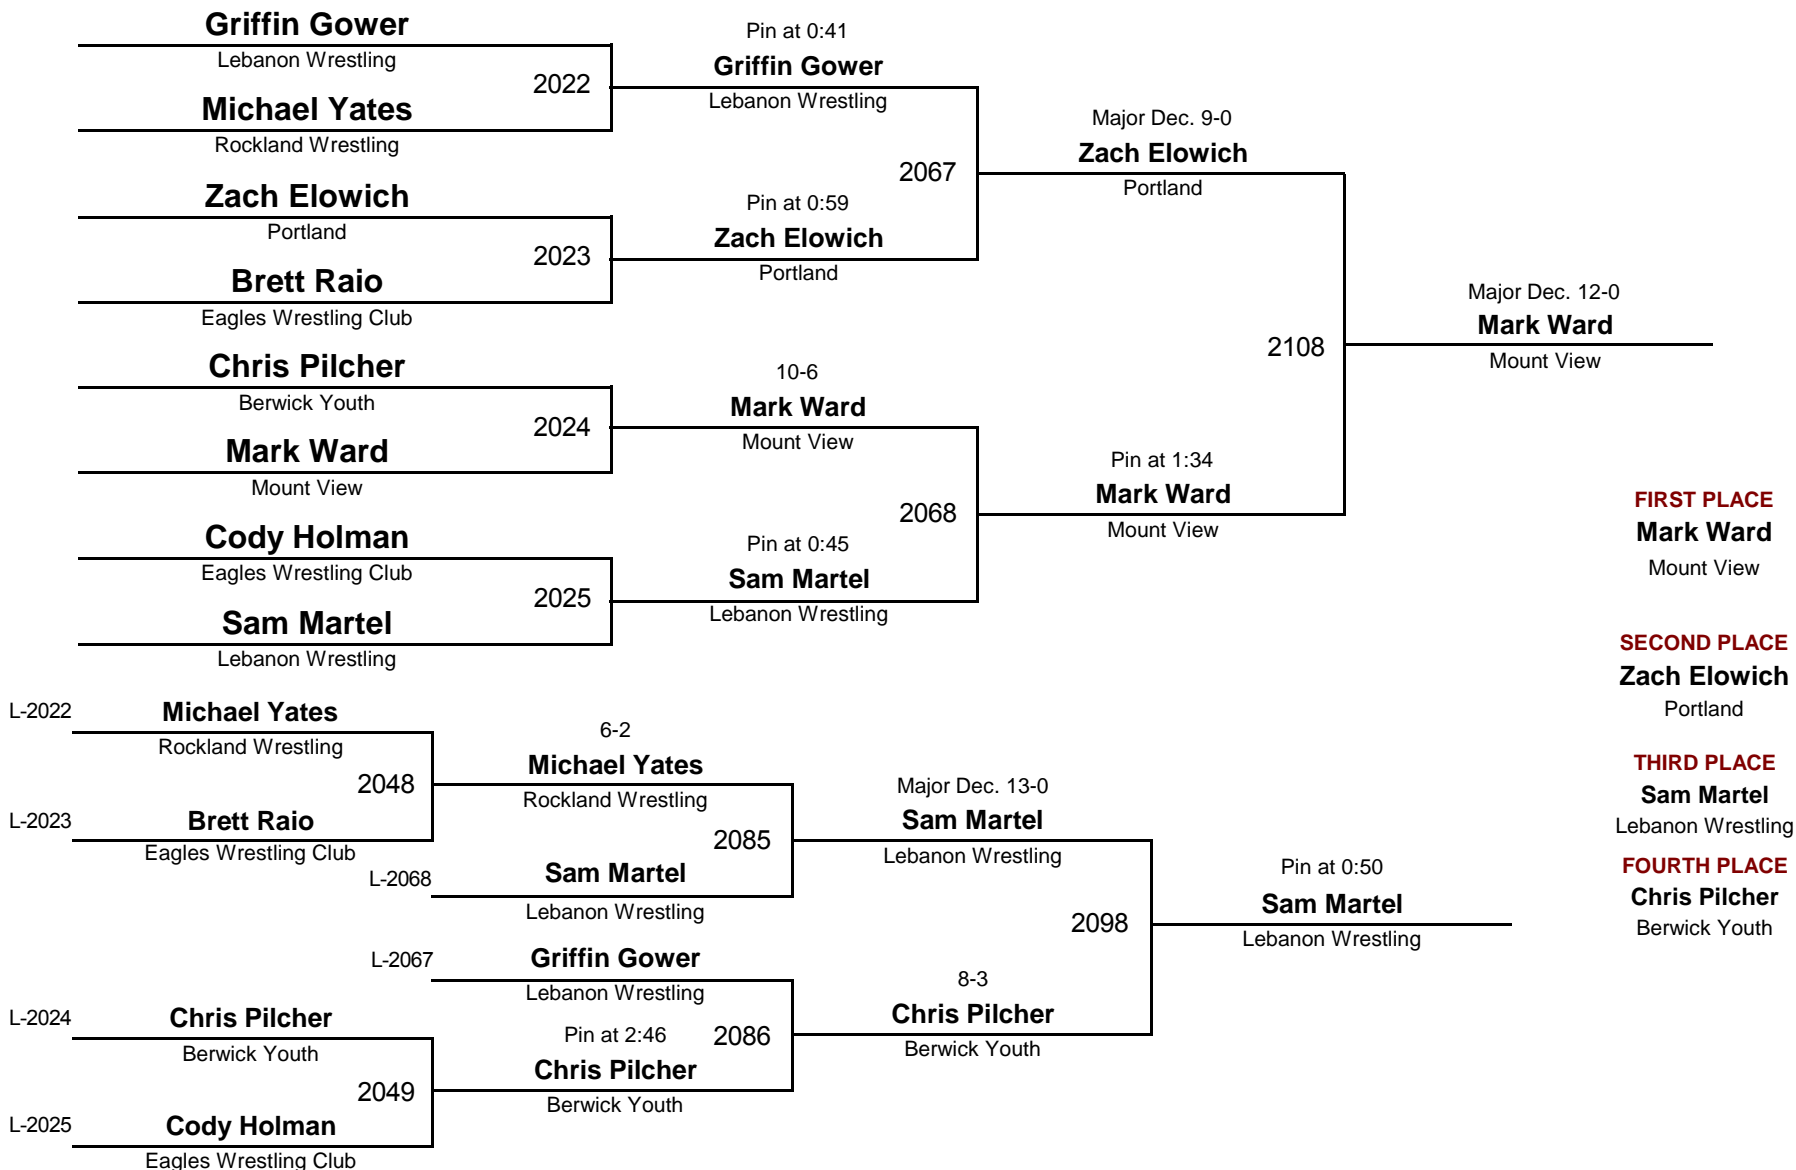 Griffin Gower
Lebanon Wrestling
2022
Michael Yates
Rockland Wrestling
Pin at 0:41
Griffin Gower
Lebanon Wrestling
Zach Elowich
Portland
2023
Brett Raio
Eagles Wrestling Club
Pin at 0:59
Zach Elowich
Portland
2067
Major Dec. 9-0
Zach Elowich
Portland
Chris Pilcher
Berwick Youth
2024
Mark Ward
Mount View
10-6
Mark Ward
Mount View
Cody Holman
Eagles Wrestling Club
2025
Sam Martel
Lebanon Wrestling
Pin at 0:45
Sam Martel
Lebanon Wrestling
2068
Pin at 1:34
Mark Ward
Mount View
2108
Major Dec. 12-0
Mark Ward
Mount View
FIRST PLACE
Mark Ward
Mount View
SECOND PLACE
Zach Elowich
Portland
THIRD PLACE
Sam Martel
Lebanon Wrestling
FOURTH PLACE
Chris Pilcher
Berwick Youth
L-2022
Michael Yates
Rockland Wrestling
2048
L-2023
Brett Raio
Eagles Wrestling Club
6-2
Michael Yates
Rockland Wrestling
2085
L-2068
Sam Martel
Lebanon Wrestling
Major Dec. 13-0
Sam Martel
Lebanon Wrestling
L-2067
Griffin Gower
Lebanon Wrestling
2086
L-2024
Chris Pilcher
Berwick Youth
2049
L-2025
Cody Holman
Eagles Wrestling Club
Pin at 2:46
Chris Pilcher
Berwick Youth
8-3
Chris Pilcher
Berwick Youth
2098
Pin at 0:50
Sam Martel
Lebanon Wrestling